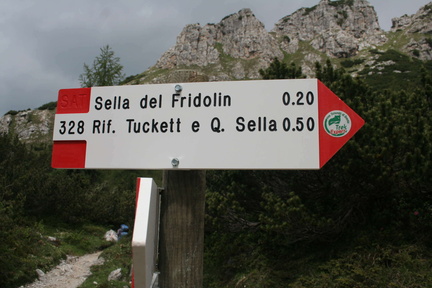 SAT Sella del Fridolin 0.20
328 Rif. Tuckett e Q. Sella 0.50